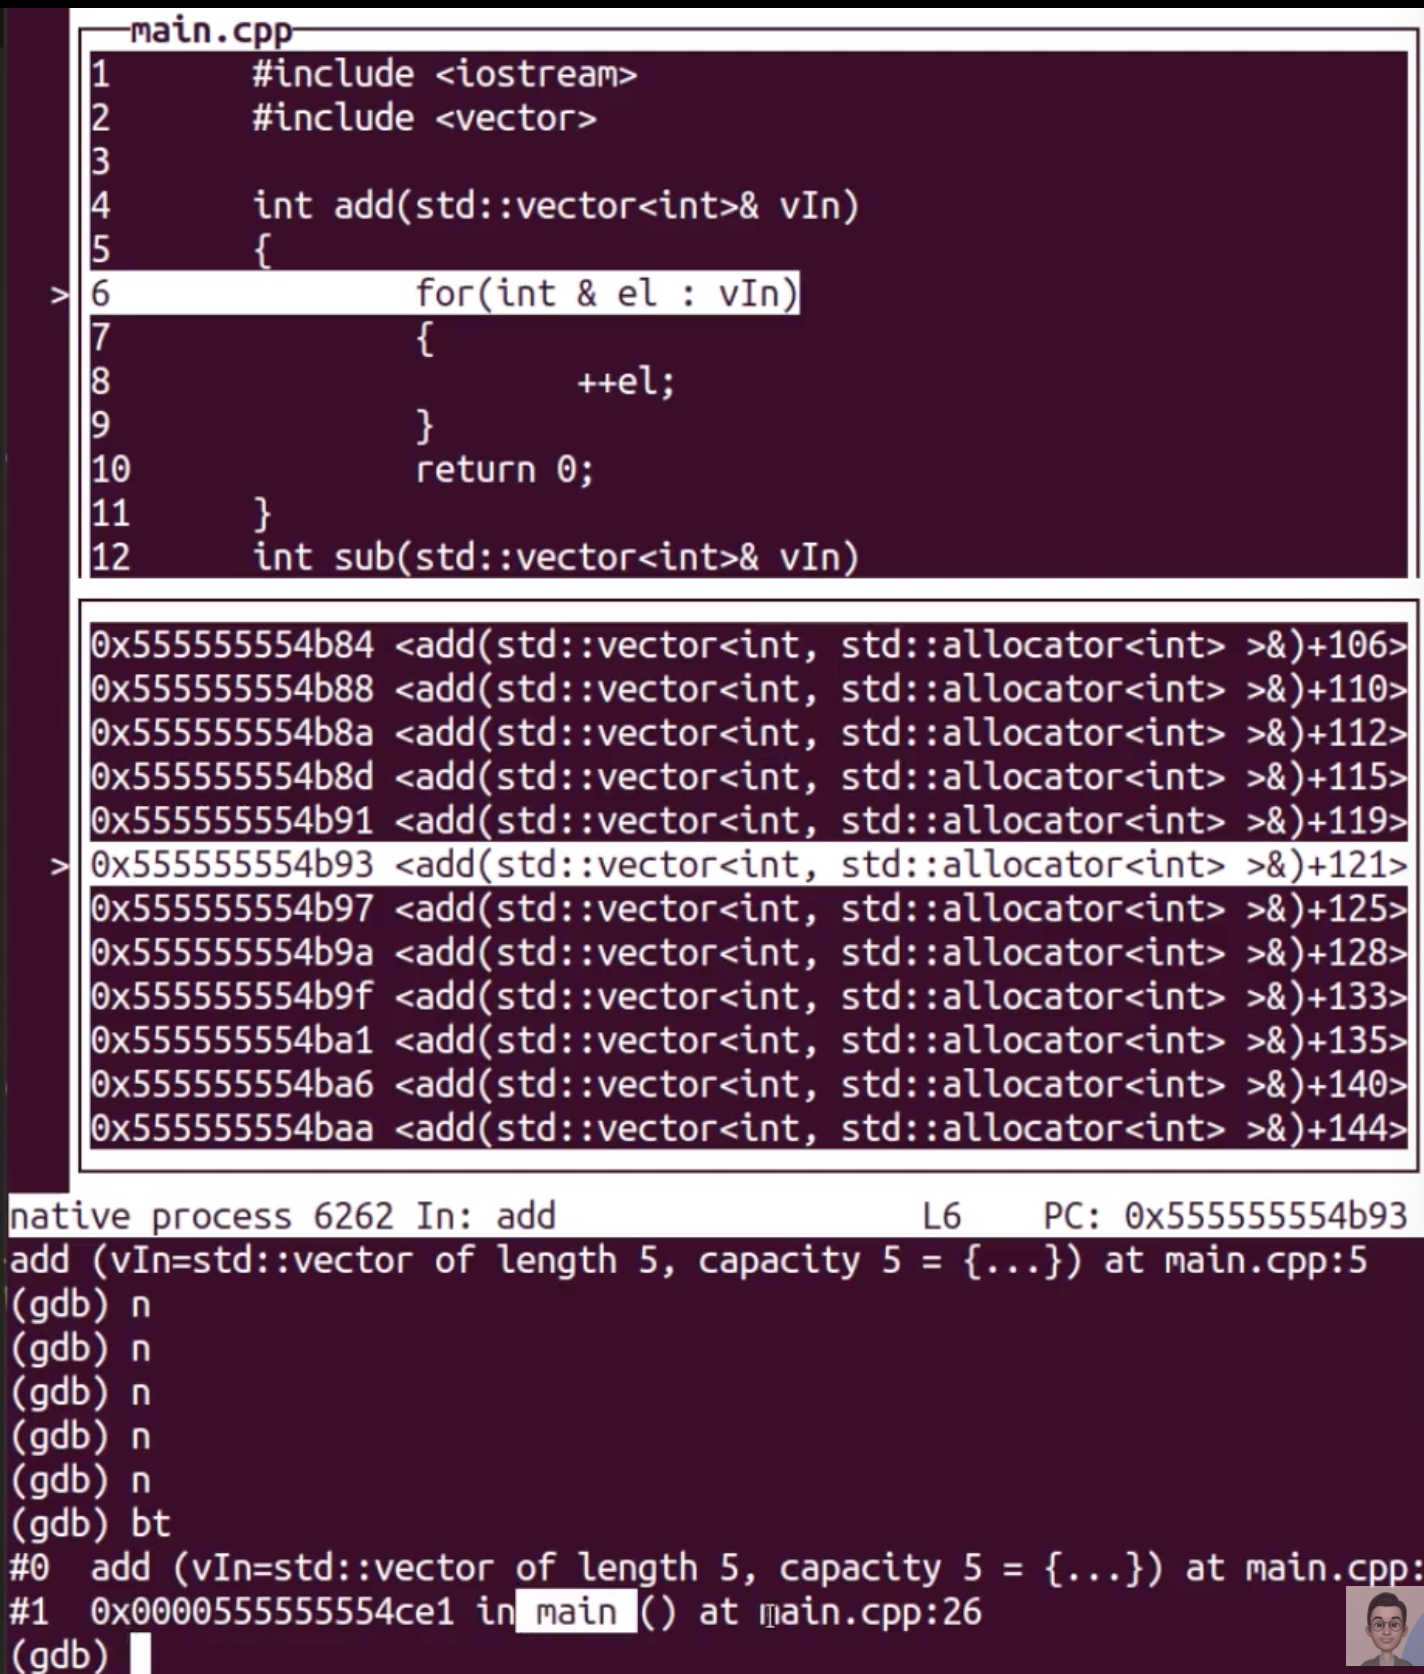 main.cpp
1 #include <iostream>
2 #include <vector>
3
4 int add(std::vector<int>& vIn)
5 {
> 6 for(int & el : vIn)
7 {
8 ++el;
9 }
10 return 0;
11 }
12 int sub(std::vector<int>& vIn)
0x555555554b84 <add(std::vector<int, std::allocator<int> >&)+106>
0x555555554b88 <add(std::vector<int, std::allocator<int> >&)+110>
0x555555554b8a <add(std::vector<int, std::allocator<int> >&)+112>
0x555555554b8d <add(std::vector<int, std::allocator<int> >&)+115>
0x555555554b91 <add(std::vector<int, std::allocator<int> >&)+119>
> 0x555555554b93 <add(std::vector<int, std::allocator<int> >&)+121>
0x555555554b97 <add(std::vector<int, std::allocator<int> >&)+125>
0x555555554b9a <add(std::vector<int, std::allocator<int> >&)+128>
0x555555554b9f <add(std::vector<int, std::allocator<int> >&)+133>
0x555555554ba1 <add(std::vector<int, std::allocator<int> >&)+135>
0x555555554ba6 <add(std::vector<int, std::allocator<int> >&)+140>
0x555555554baa <add(std::vector<int, std::allocator<int> >&)+144>
native process 6262 In: add L6 PC: 0x555555554b93
add (vIn=std::vector of length 5, capacity 5 = {...}) at main.cpp:5
(gdb) n
(gdb) n
(gdb) n
(gdb) n
(gdb) n
(gdb) bt
#0 add (vIn=std::vector of length 5, capacity 5 = {...}) at main.cpp:
#1 0x0000555555554ce1 in main () at main.cpp:26
(gdb)